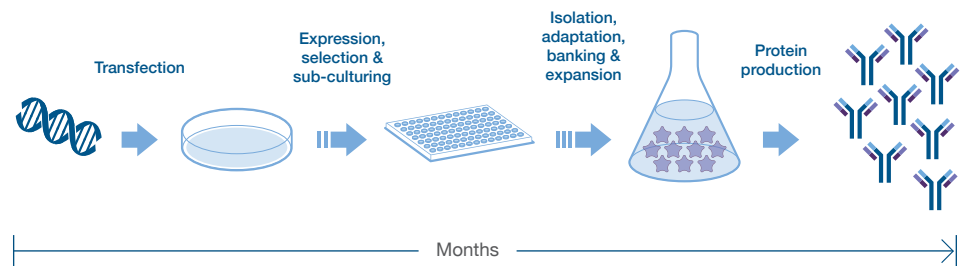 Transfection
Expression,
selection &
sub-culturing
Isolation,
adaptation,
banking &
expansion
Protein
production
Months